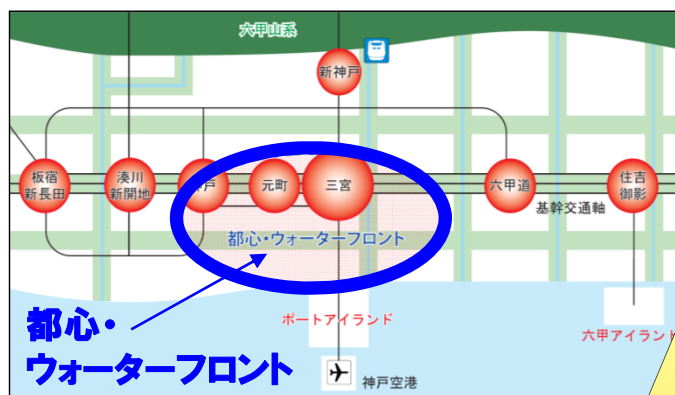 六甲山系
新神戸
板宿
新長田
湊川
新開地
神戸
元町
三宮
六甲道
住吉
御影
基幹交通軸
都心・ウォーターフロント
都心・
ウォーターフロント
ポートアイランド
六甲アイランド
神戸空港